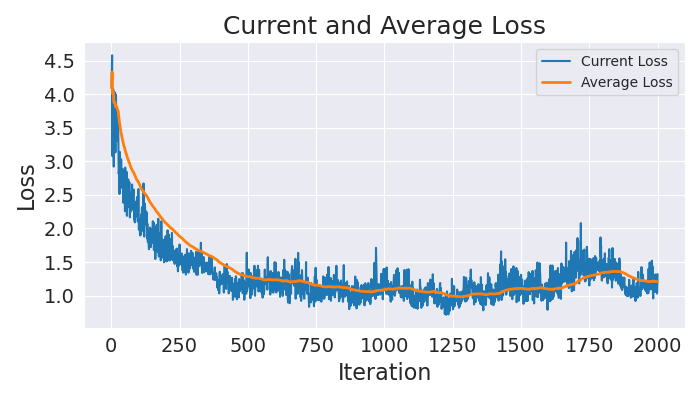 Current and Average Loss
Current Loss
Average Loss
Loss
4.5
4.0
3.5
3.0
2.5
2.0
1.5
1.0
0 250 500 750 1000 1250 1500 1750 2000
Iteration